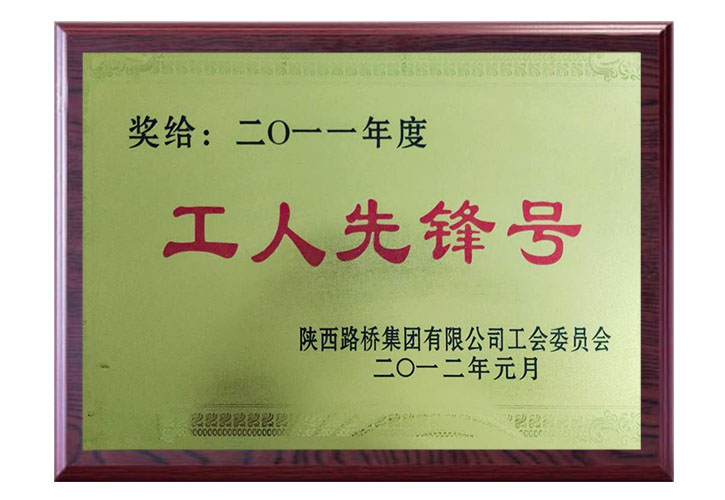 奖给：二〇一一年度
工人先锋号
陕西路桥集团有限公司工会委员会
二〇一二年元月